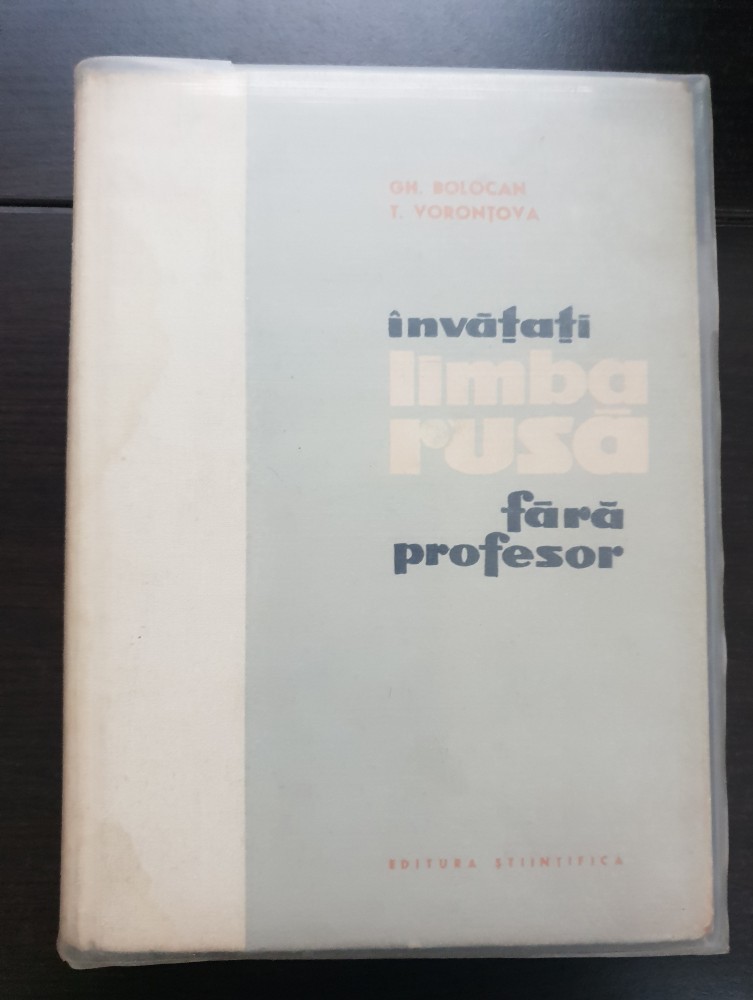 GH. BOLOCAN
T. VORONȚOVA
învățați
limba
rusă
fără
profesor
EDITURA ȘTIINȚIFICĂ